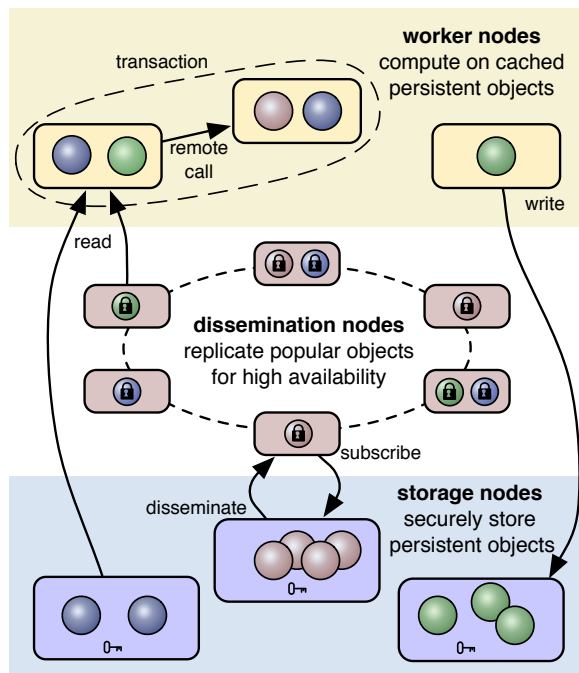 worker nodes
compute on cached
persistent objects
transaction
remote
call
write
read
dissemination nodes
replicate popular objects
for high availability
subscribe
disseminate
storage nodes
securely store
persistent objects